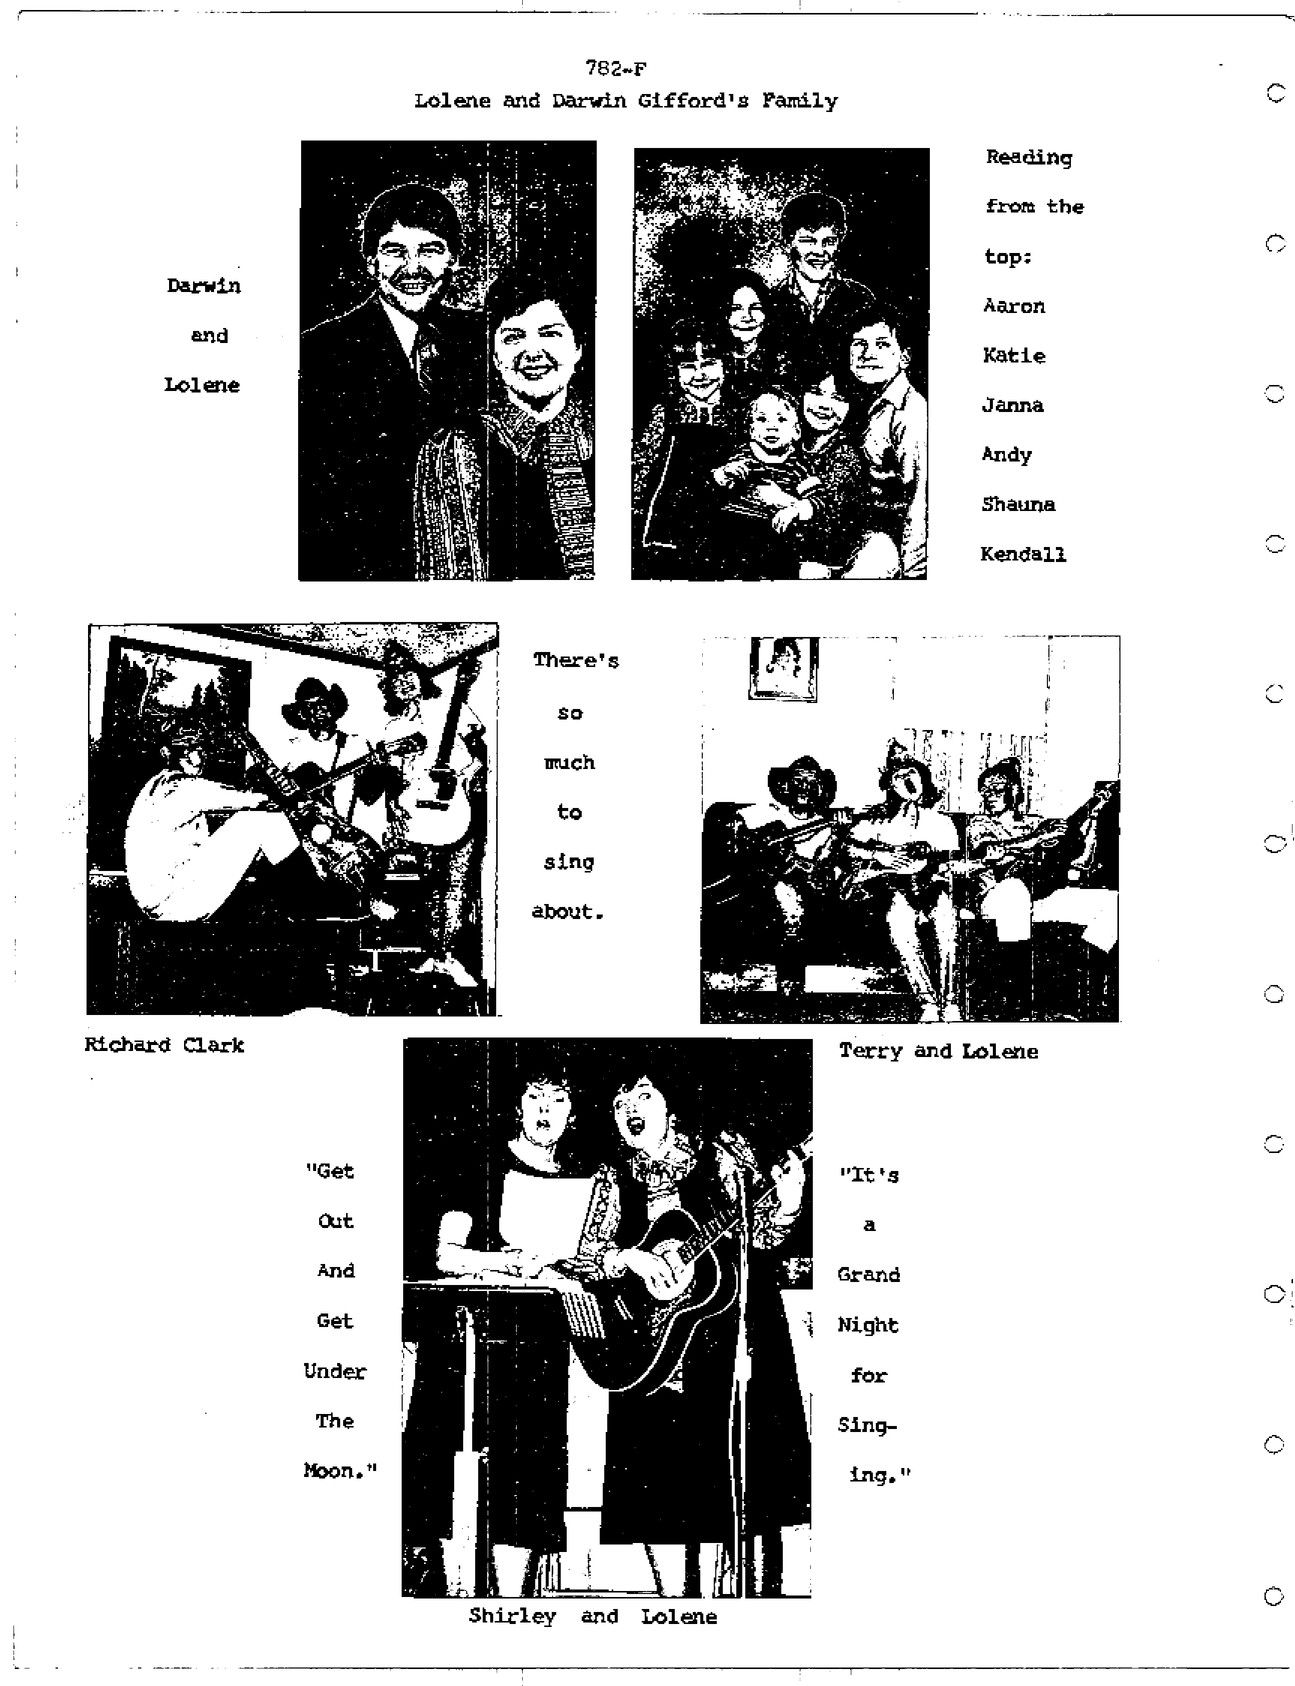 782-F
Lolene and Darwin Gifford's Family
Darwin
and
Lolene
Reading
from the
top:
Aaron
Katie
Janna
Andy
Shauna
Kendall
There's
so
much
to
sing
about.
Richard Clark
Terry and Lolene
"Get
Out
And
Get
Under
The
Moon."
"It's
a
Grand
Night
for
Sing-
ing."
Shirley and Lolene